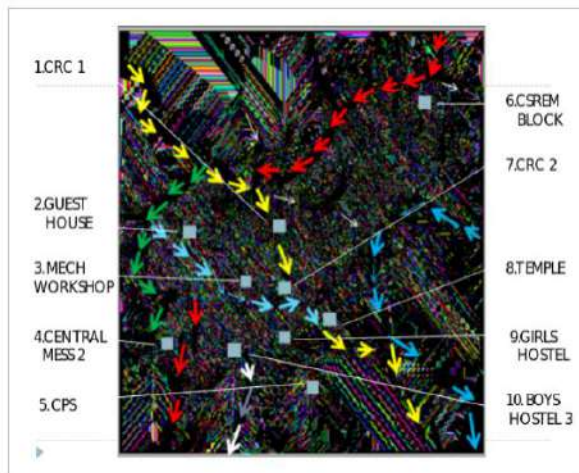 1.CRC 1
2.GUEST
HOUSE
3.MECH
WORKSHOP
4.CENTRAL
MESS 2
5.CPS
6.CSREM
BLOCK
7.CRC 2
8.TEMPLE
9.GIRLS
HOSTEL
10.BOYS
HOSTEL 3